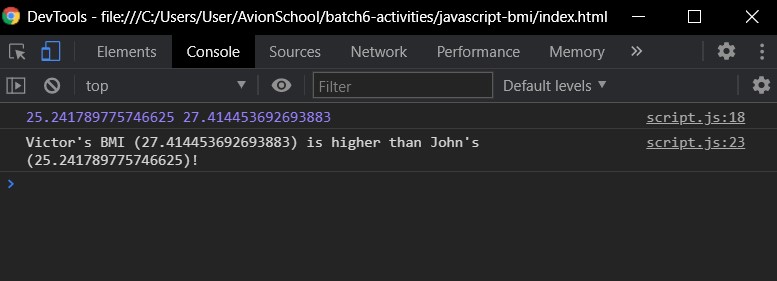 DevTools - file:///C:/Users/User/AvionSchool/batch6-activities/javascript-bmi/index.html
Elements Console Sources Network Performance Memory »
top Filter Default levels
25.241789775746625 27.414453692693883 script.js:18
Victor's BMI (27.414453692693883) is higher than John's script.js:23
(25.241789775746625)!
>